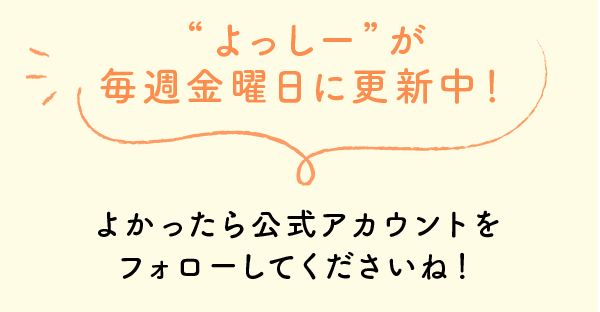 “よっしー”が
毎週金曜日に更新中！
よかったら公式アカウントを
フォローしてくださいね！